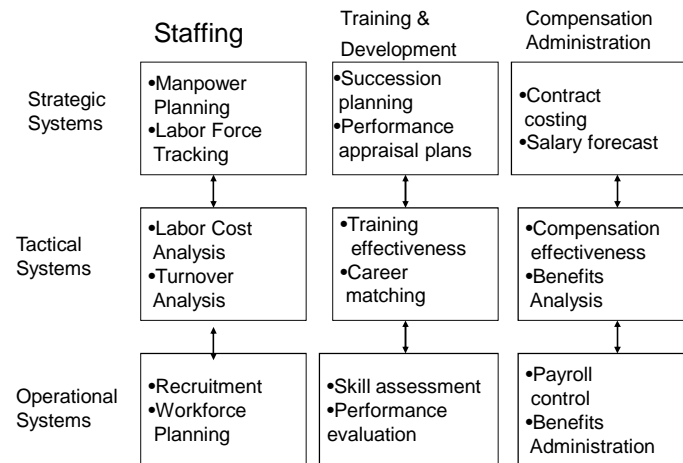 Staffing
Training &
Development
Compensation
Administration
Strategic
Systems
•Manpower
Planning
•Labor Force
Tracking
•Succession
planning
•Performance
appraisal plans
•Contract
costing
•Salary forecast
Tactical
Systems
•Labor Cost
Analysis
•Turnover
Analysis
•Training
effectiveness
•Career
matching
•Compensation
effectiveness
•Benefits
Analysis
Operational
Systems
•Recruitment
•Workforce
Planning
•Skill assessment
•Performance
evaluation
•Payroll
control
•Benefits
Administration